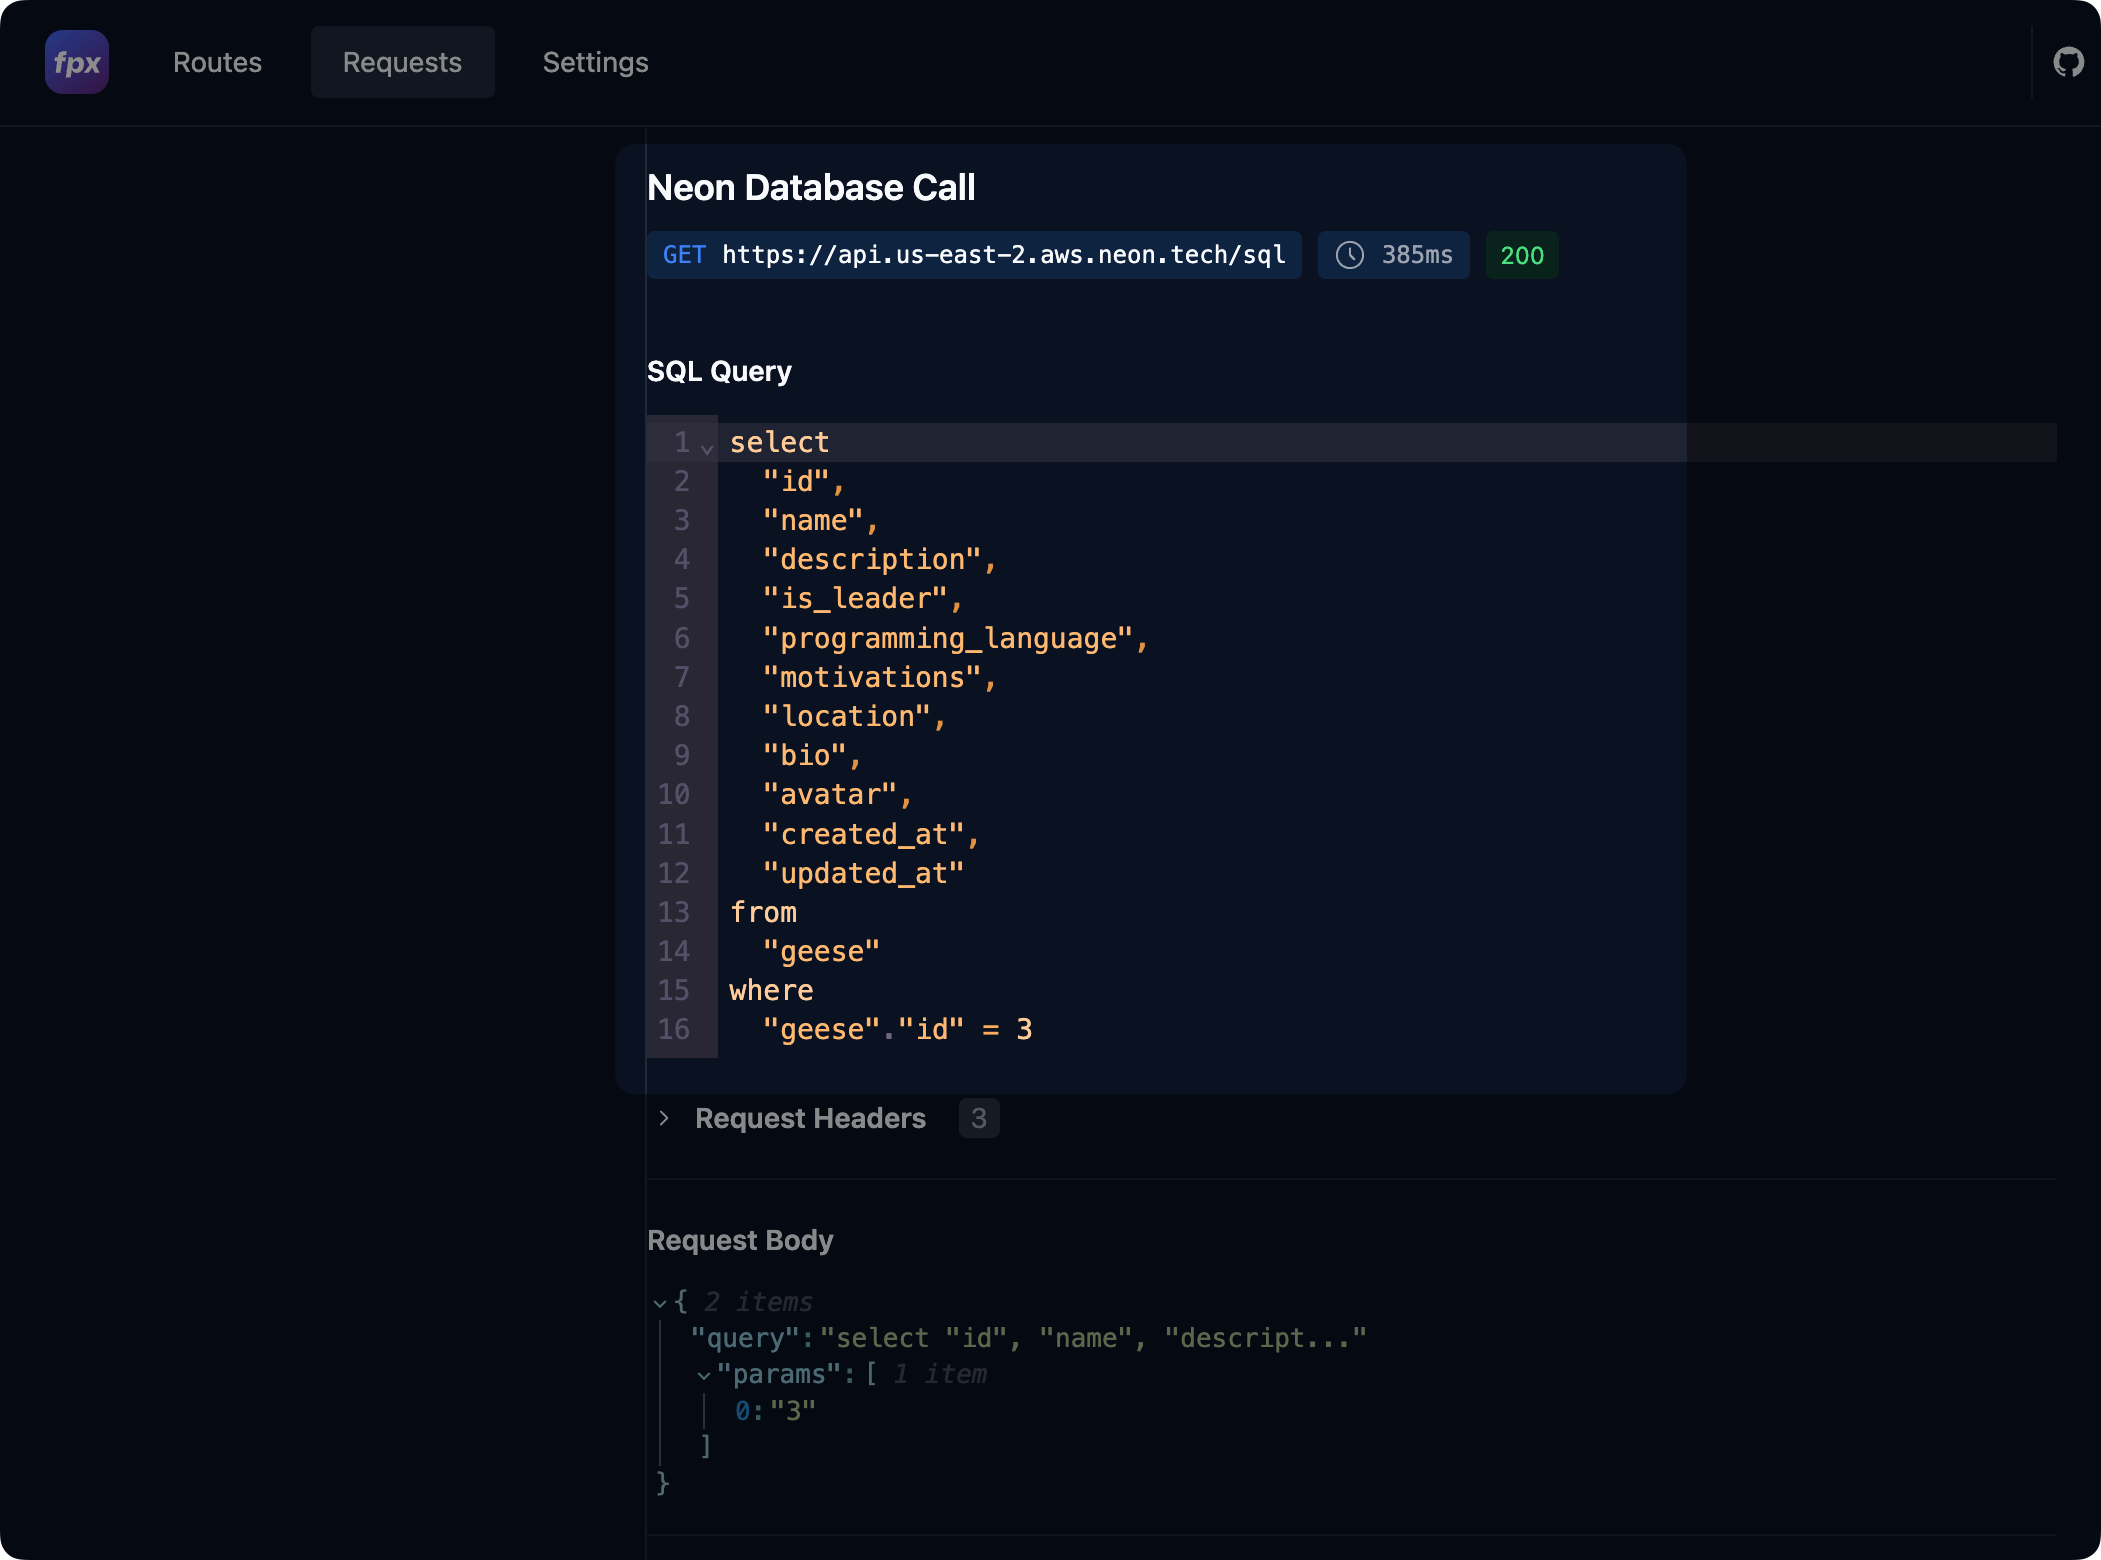 fpx Routes Requests Settings
Neon Database Call
GET https://api.us-east-2.aws.neon.tech/sql 385ms 200
SQL Query
1 select
2 "id",
3 "name",
4 "description",
5 "is_leader",
6 "programming_language",
7 "motivations",
8 "location",
9 "bio",
10 "avatar",
11 "created_at",
12 "updated_at"
13 from
14 "geese"
15 where
16 "geese"."id" = 3
Request Headers 3
Request Body
{ 2 items
"query":"select "id", "name", "descript..."
"params":[ 1 item
0:"3"
]
}